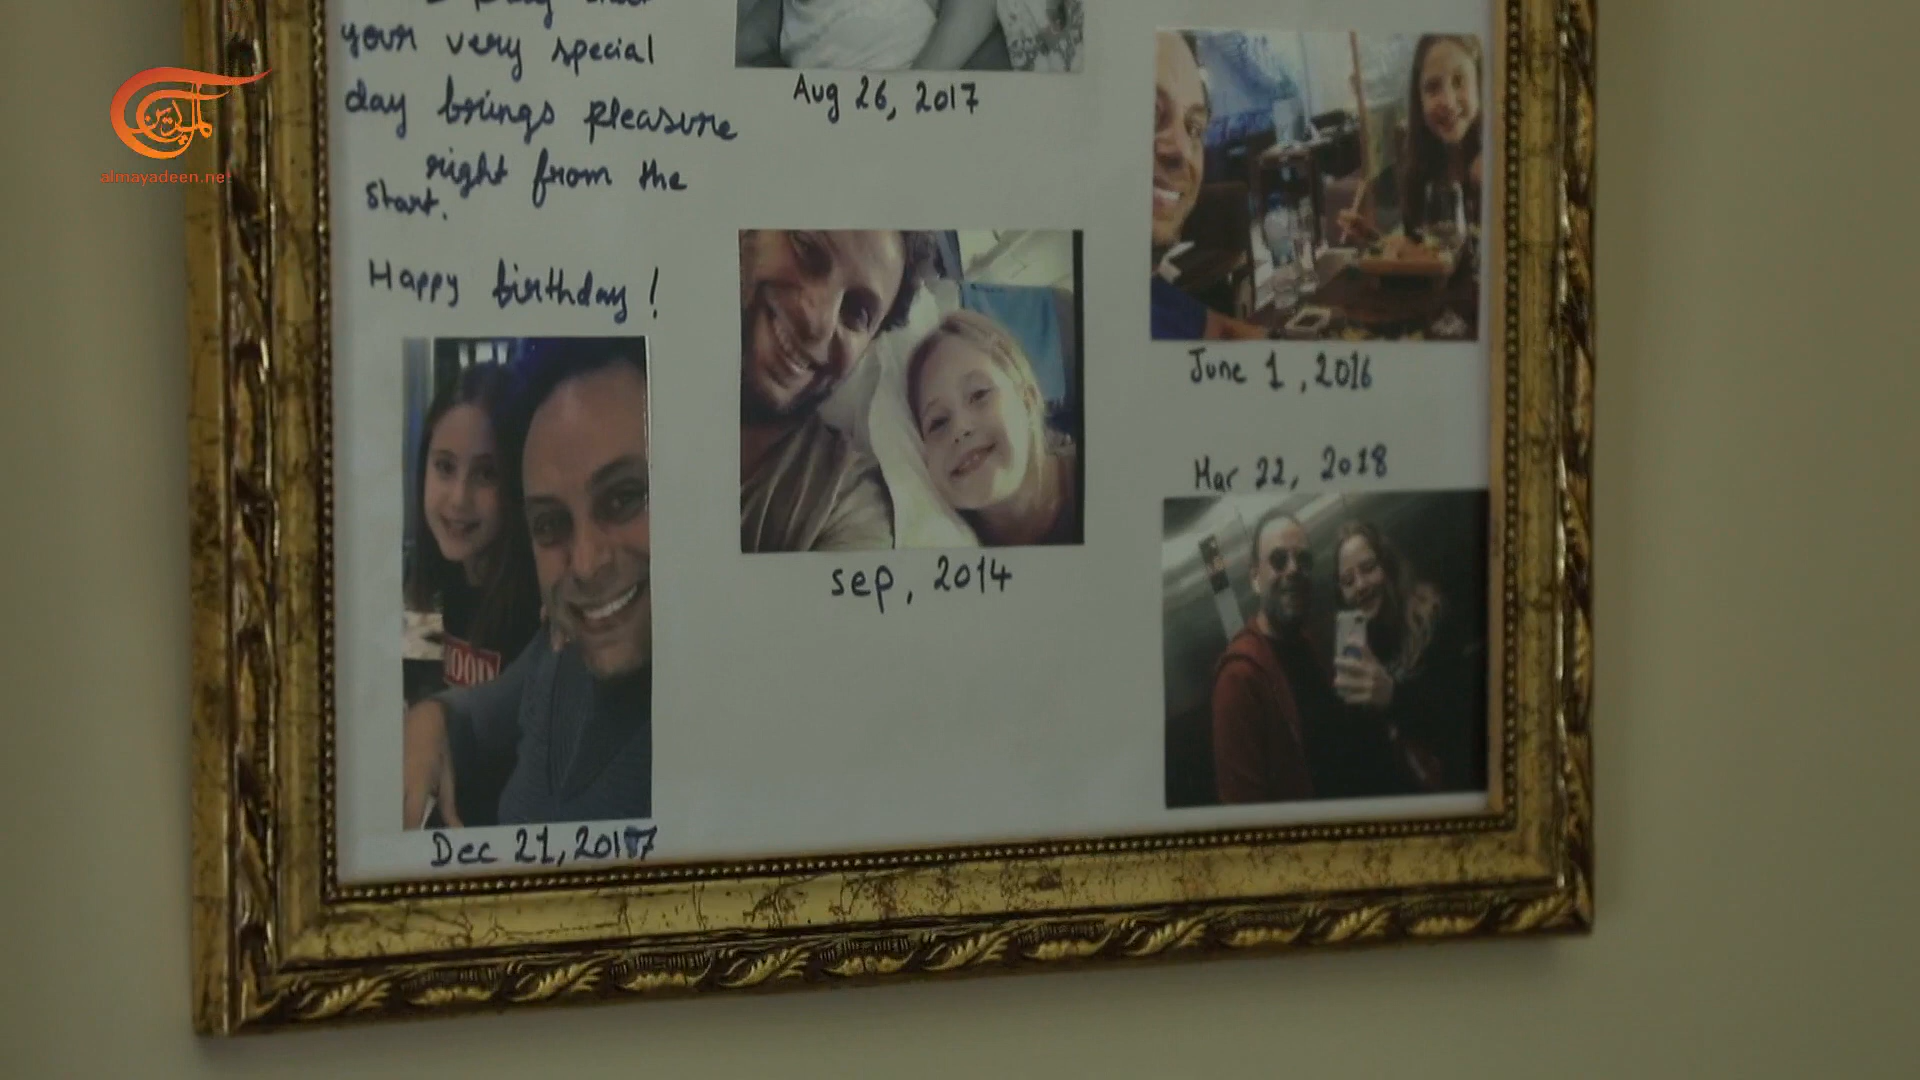 your very special
day brings pleasure
right from the
start.
Happy birthday!
Dec 21, 2017
Aug 26, 2017
sep, 2014
June 1, 2016
Mar 22, 2018
الميادين
almayadeen.net